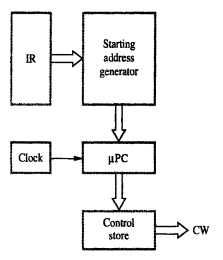 IR
Starting
address
generator
Clock
μPC
Control
store
CW